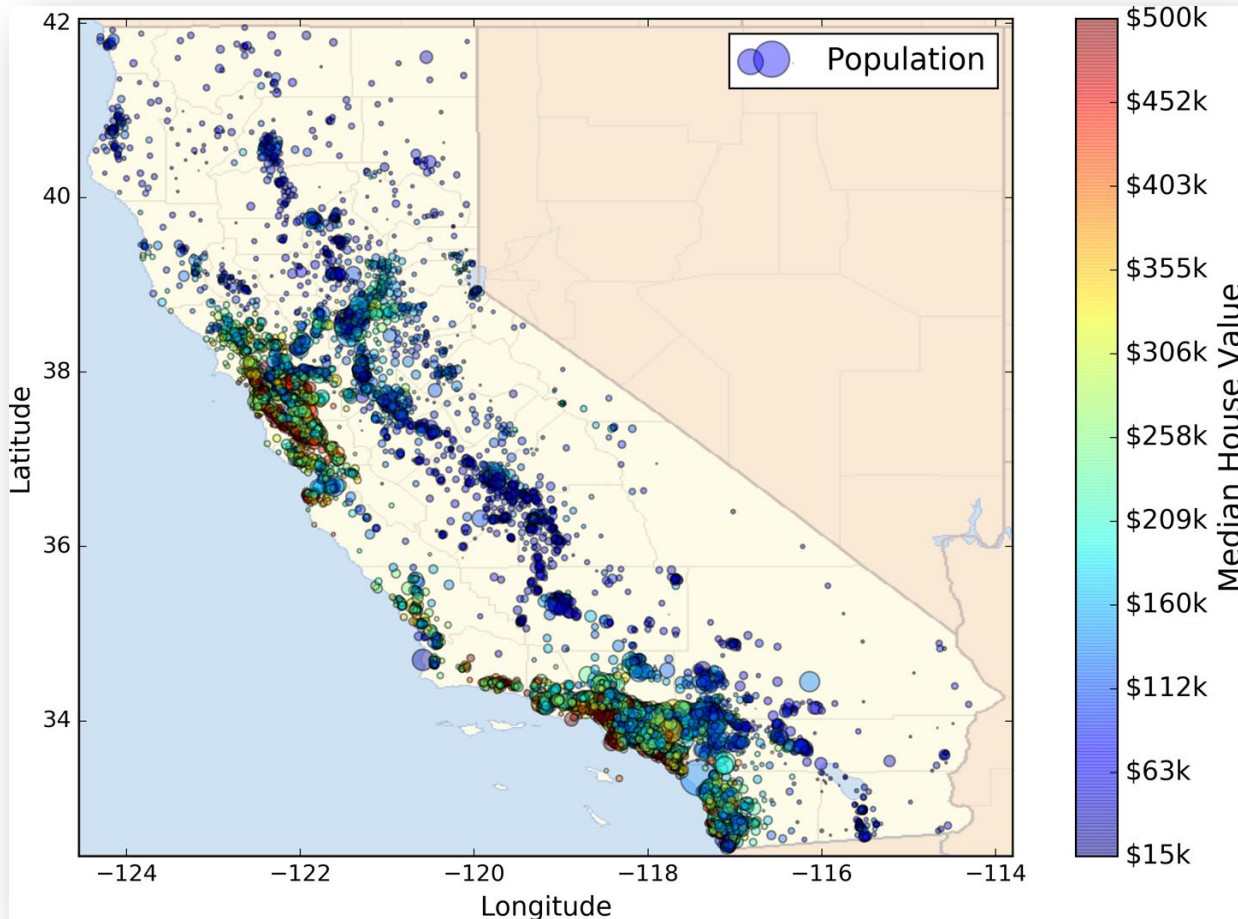 42
40
38
36
34
Latitude
−124
−122
−120
−118
−116
−114
Longitude
Population
$500k
$452k
$403k
$355k
$306k
$258k
$209k
$160k
$112k
$63k
$15k
Median House Value